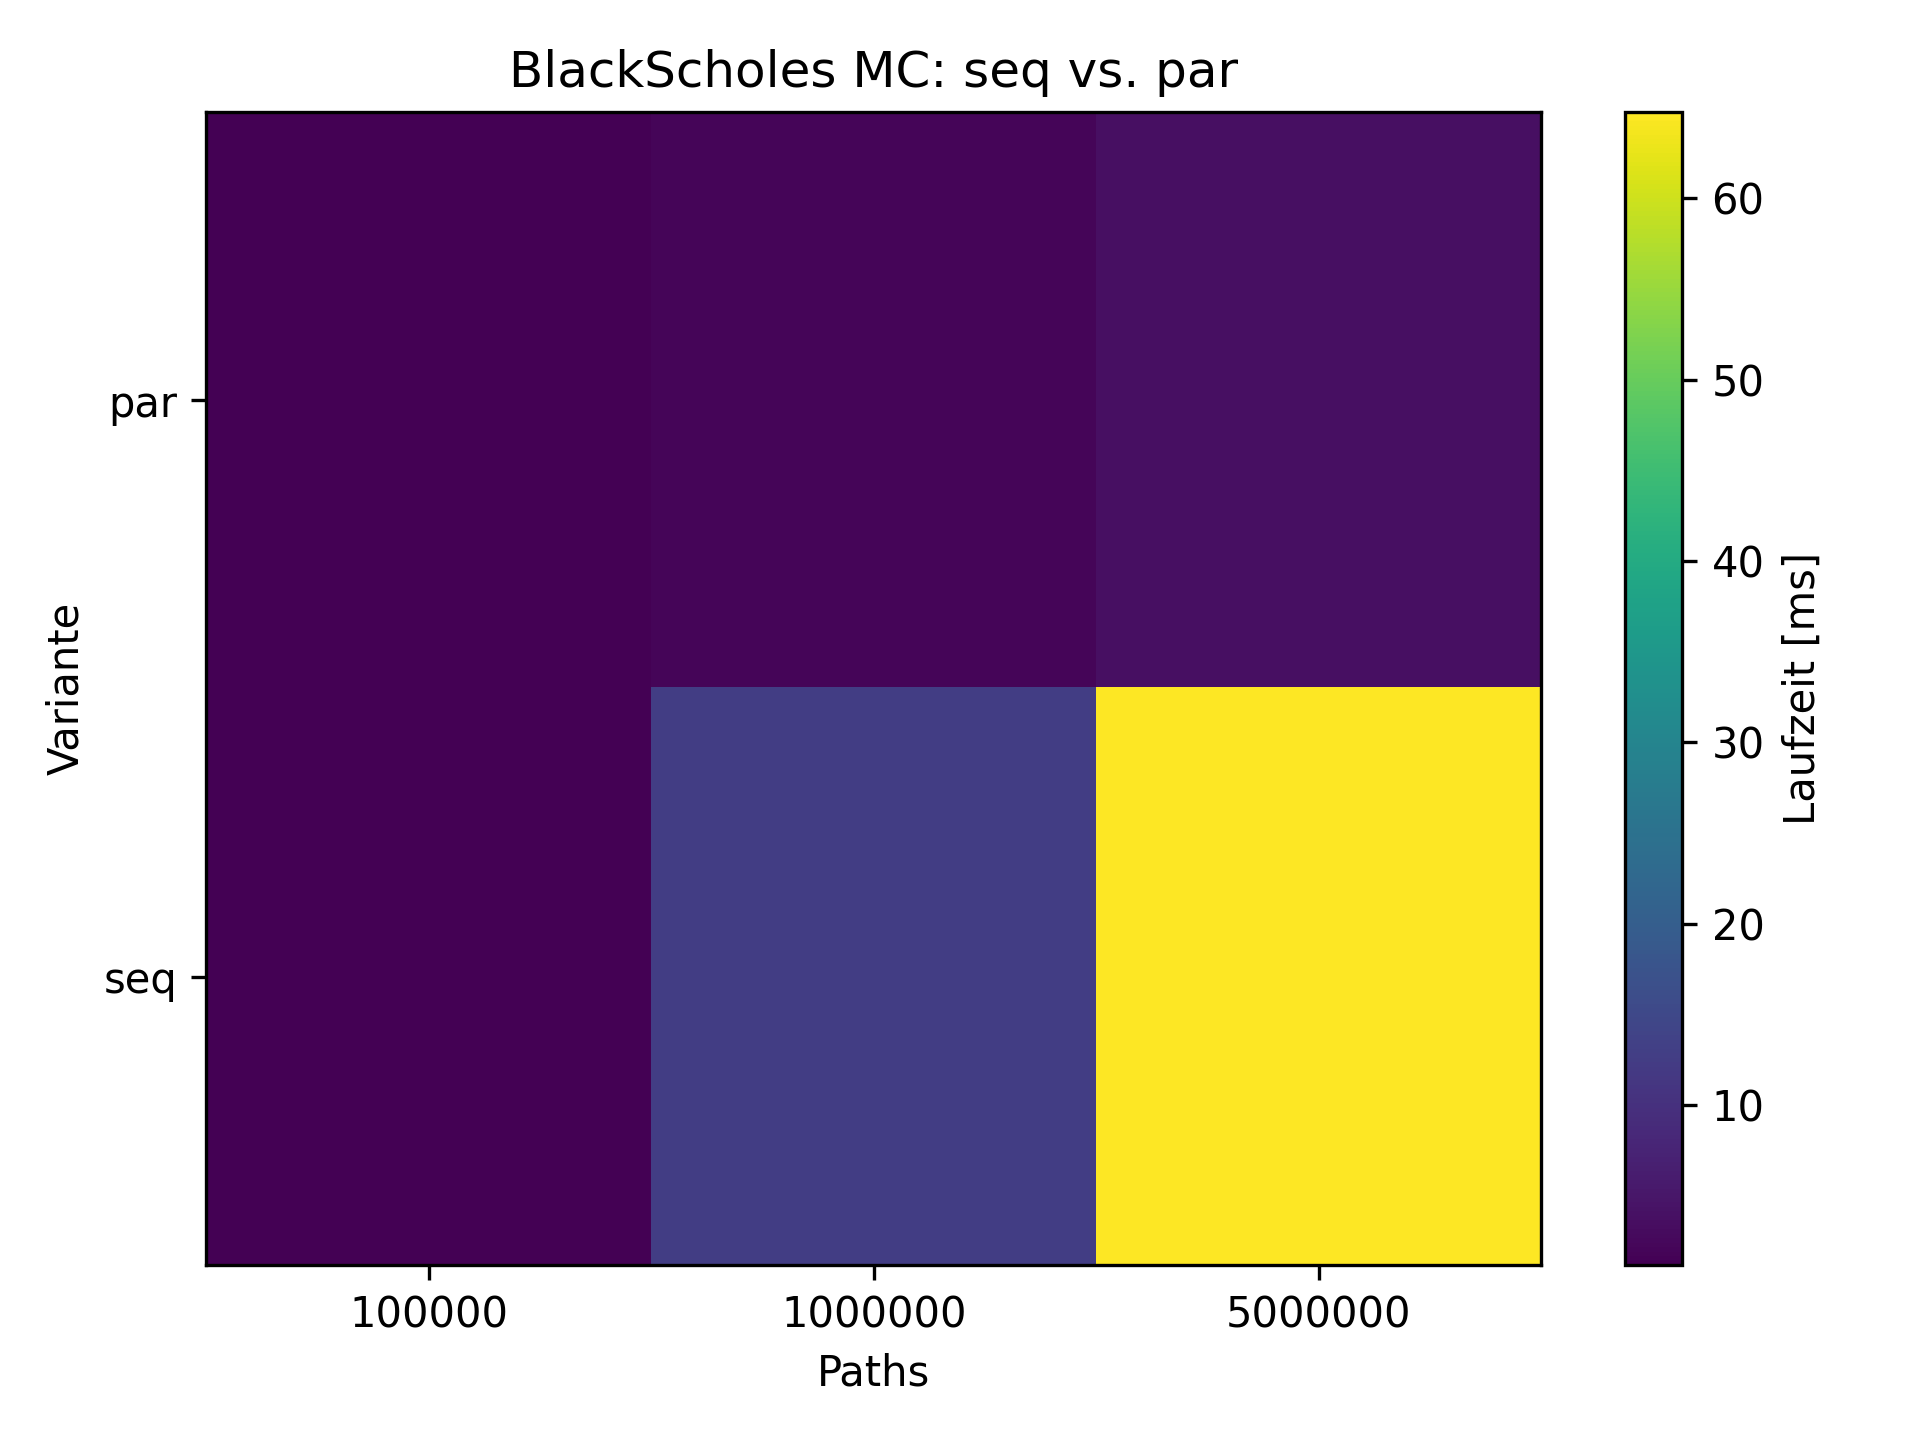 BlackScholes MC: seq vs. par
par
seq
Variante
100000
1000000
5000000
Paths
60
50
40
30
20
10
Laufzeit [ms]